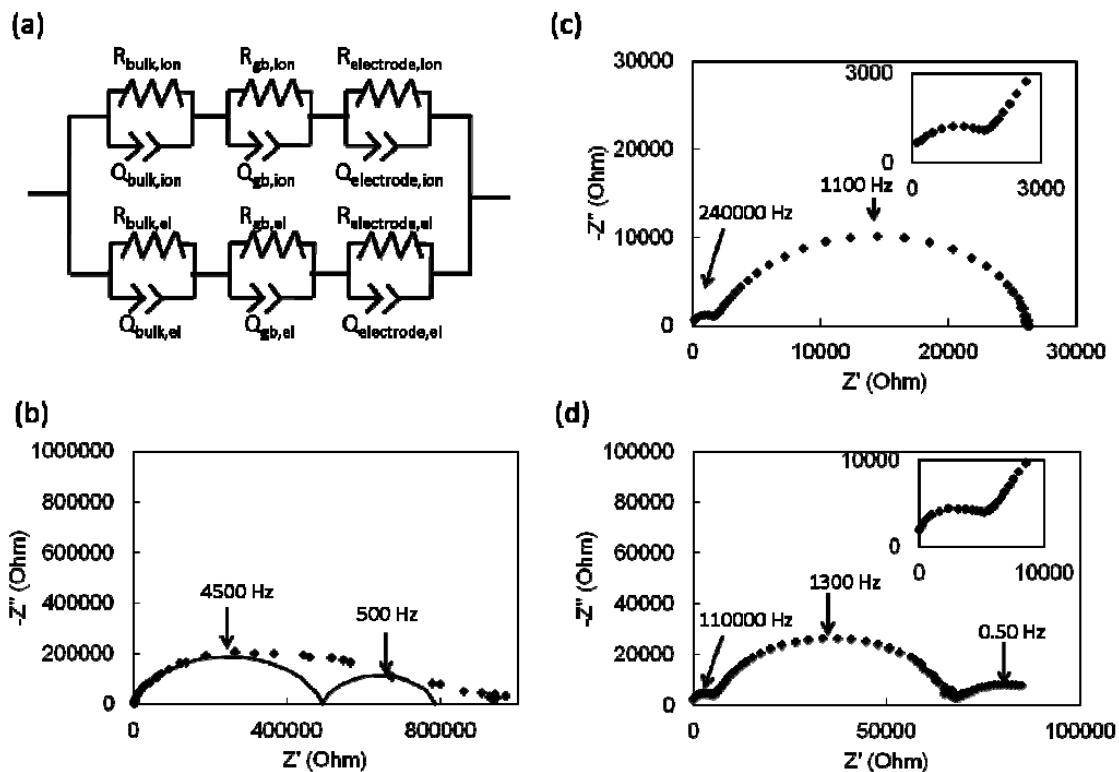 (a)
R_bulk,ion R_gb,ion R_electrode,ion
Q_bulk,ion Q_gb,ion Q_electrode,ion
R_bulk,el R_gb,el R_electrode,el
Q_bulk,el Q_gb,el Q_electrode,el
(c)
30000
20000
10000
0
-Z" (Ohm)
3000
0
0 3000
1100 Hz
240000 Hz
0 10000 20000 30000
Z' (Ohm)
(b)
1000000
800000
600000
400000
200000
0
-Z" (Ohm)
4500 Hz
500 Hz
0 400000 800000
Z' (Ohm)
(d)
100000
80000
60000
40000
20000
0
-Z" (Ohm)
10000
0
0 10000
1300 Hz
110000 Hz
0.50 Hz
0 50000 100000
Z' (Ohm)